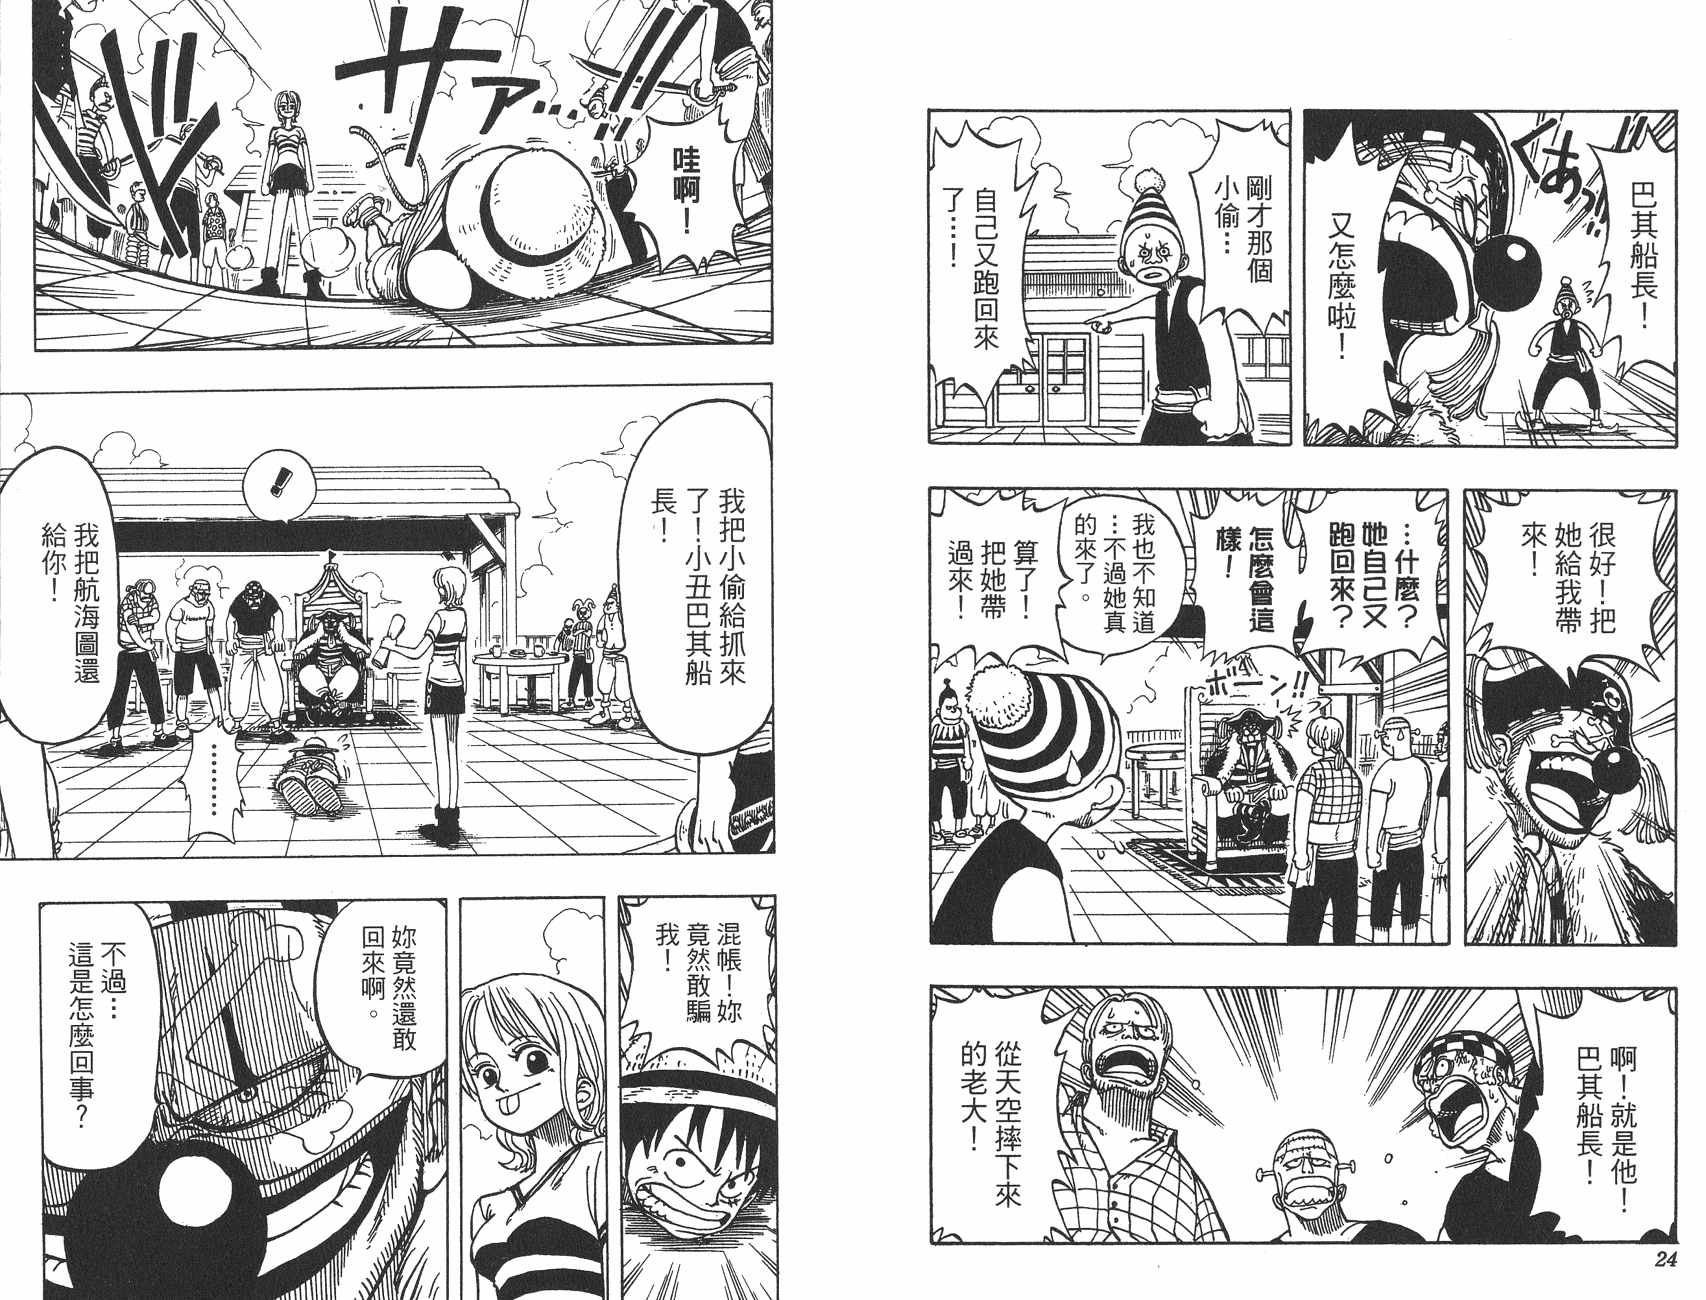 くあっ!!
巴其船長！
又怎麼啦！
剛才那個
小偷…
自己又跑回來
了…！
很好！把
她給我帶
來！
…什麼？
她自己又
跑回來？
怎麼會這
樣！
ボーン!!
我也不知道
…不過她真
的來了。
算了！
把她帶
過來！
啊！就是他！
巴其船長！
從天空摔下來
的老大！
24
ドサァ…!!
哇啊！
我把小偷給抓來
了！小丑巴其船
長！
!
我把航海圖還
給你！
………
混帳！妳
竟然敢騙
我！
妳竟然還敢
回來啊。
不過…
這是怎麼回事？